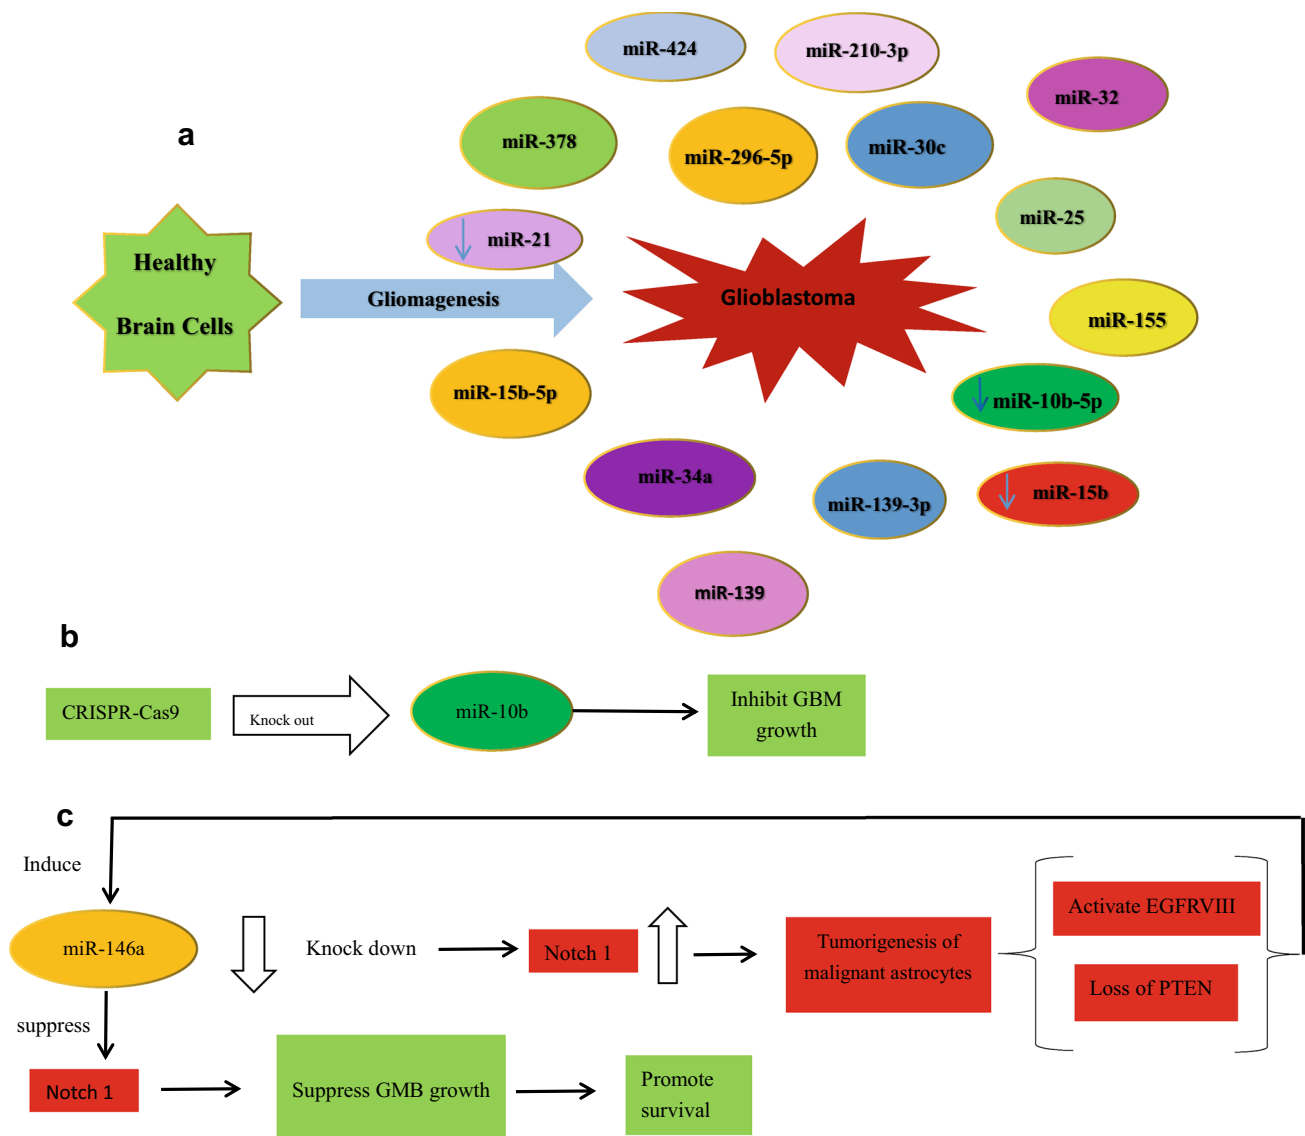 a
miR-424
miR-210-3p
miR-32
miR-378
miR-296-5p
miR-30c
miR-25
miR-21
Healthy
Brain Cells
Gliomagenesis
Glioblastoma
miR-155
miR-15b-5p
miR-10b-5p
miR-34a
miR-139-3p
miR-15b
miR-139
b
CRISPR-Cas9
Knock out
miR-10b
Inhibit GBM
growth
c
Induce
miR-146a
Knock down
Notch 1
Tumorigenesis of
malignant astrocytes
Activate EGFRVIII
Loss of PTEN
suppress
Notch 1
Suppress GMB growth
Promote
survival